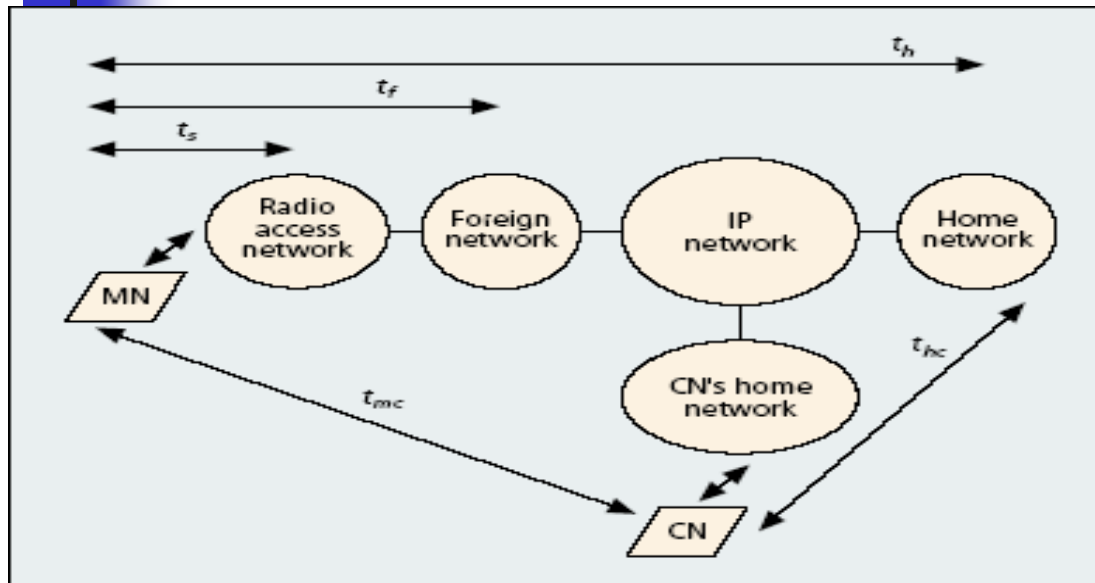 t_h
t_f
t_s
Radio
access
network
Foreign
network
IP
network
Home
network
MN
t_hc
t_mc
CN's home
network
CN